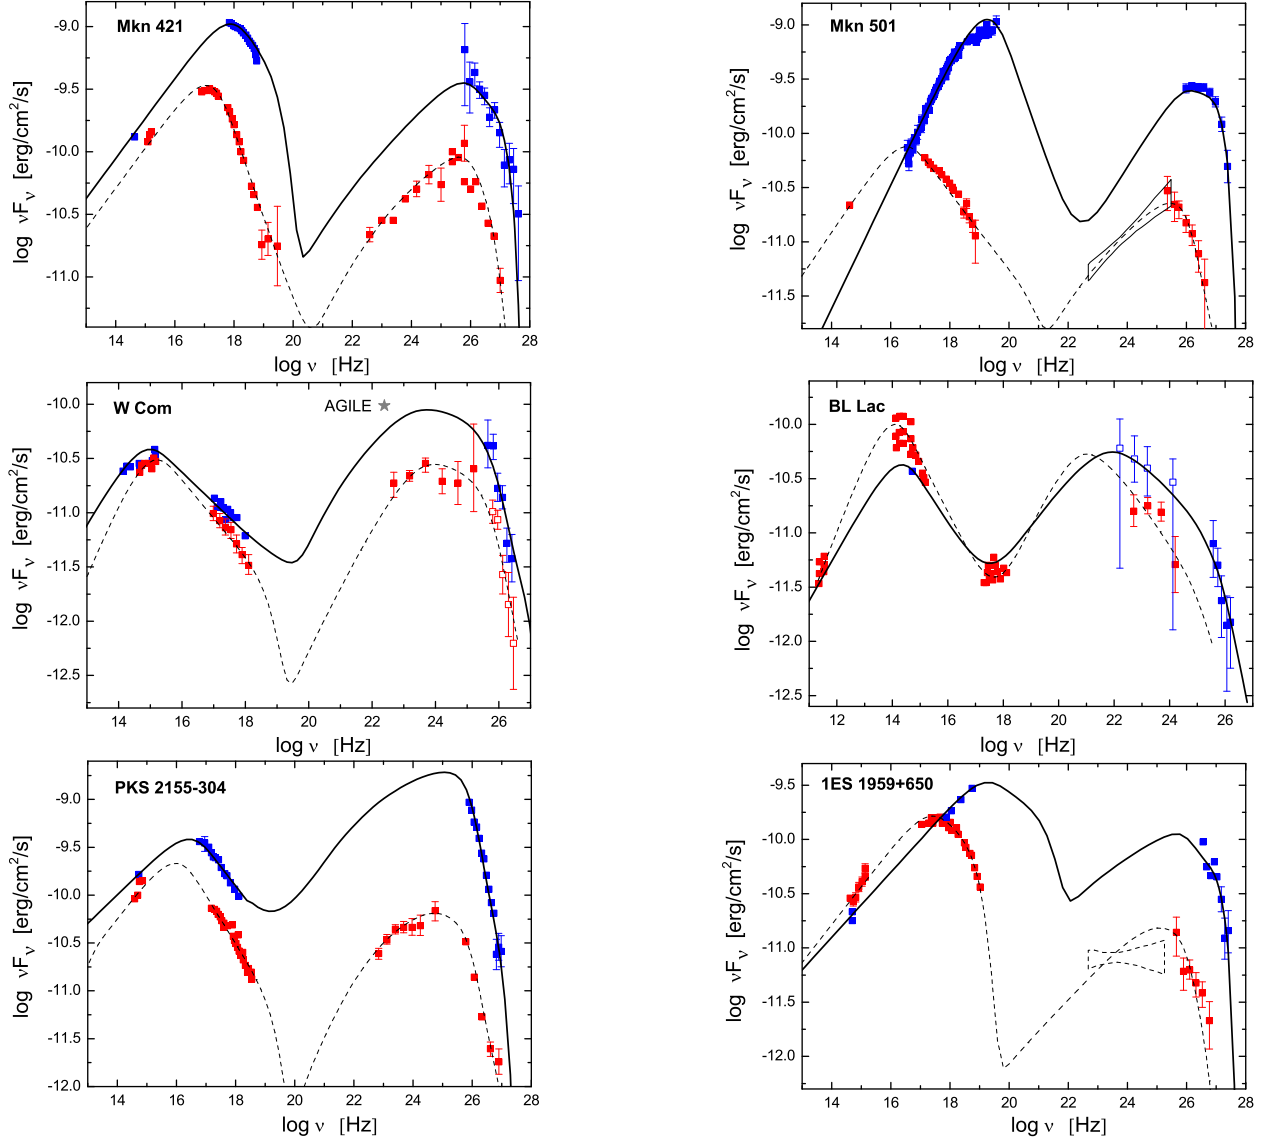 Mkn 421
log νFν [erg/cm²/s]
-9.0
-9.5
-10.0
-10.5
-11.0
14 16 18 20 22 24 26 28
log ν [Hz]
Mkn 501
log νFν [erg/cm²/s]
-9.0
-9.5
-10.0
-10.5
-11.0
-11.5
14 16 18 20 22 24 26 28
log ν [Hz]
W Com
AGILE
log νFν [erg/cm²/s]
-10.0
-10.5
-11.0
-11.5
-12.0
-12.5
14 16 18 20 22 24 26
log ν [Hz]
BL Lac
log νFν [erg/cm²/s]
-10.0
-10.5
-11.0
-11.5
-12.0
-12.5
12 14 16 18 20 22 24 26
log ν [Hz]
PKS 2155-304
log νFν [erg/cm²/s]
-9.0
-9.5
-10.0
-10.5
-11.0
-11.5
-12.0
14 16 18 20 22 24 26 28
log ν [Hz]
1ES 1959+650
log νFν [erg/cm²/s]
-9.5
-10.0
-10.5
-11.0
-11.5
-12.0
14 16 18 20 22 24 26 28
log ν [Hz]